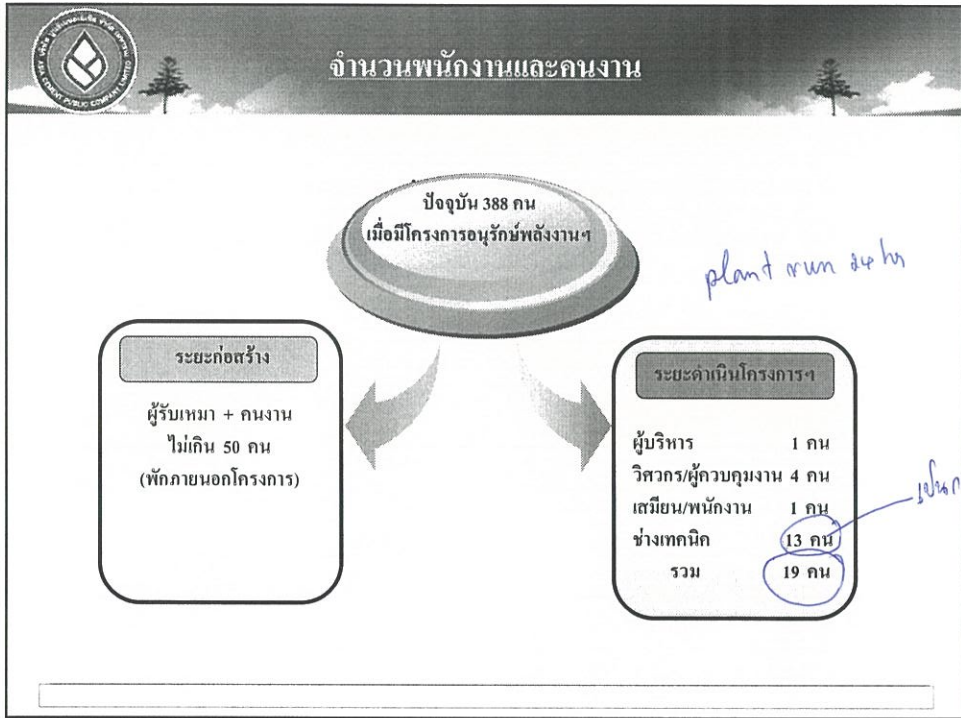 จำนวนพนักงานและคนงาน
ปัจจุบัน 388 คน
เมื่อมีโครงการอนุรักษ์พลังงานฯ
plant run 24 hr
ระยะก่อสร้าง
ผู้รับเหมา + คนงาน
ไม่เกิน 50 คน
(พักภายนอกโครงการ)
ระยะดำเนินโครงการฯ
ผู้บริหาร 1 คน
วิศวกร/ผู้ควบคุมงาน 4 คน
เสมียน/พนักงาน 1 คน
ช่างเทคนิค 13 คน
รวม 19 คน